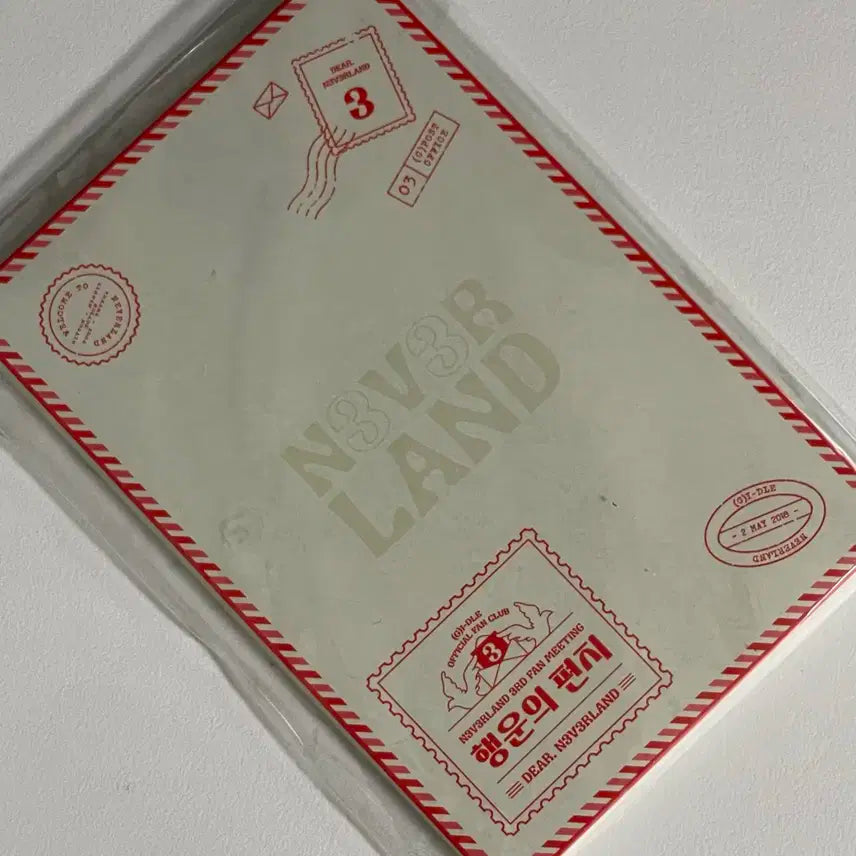 DEAR.
N3V3RLAND
3
(G)POST
OFFICE
03
WELCOME TO
NEVERLAND
N3V3R
LAND
(G)I-DLE
- 2 MAY 2018 -
NEVERLAND
(G)I-DLE
OFFICIAL FAN CLUB
3
N3V3RLAND 3RD FAN MEETING
행운의 편지
DEAR. N3V3RLAND